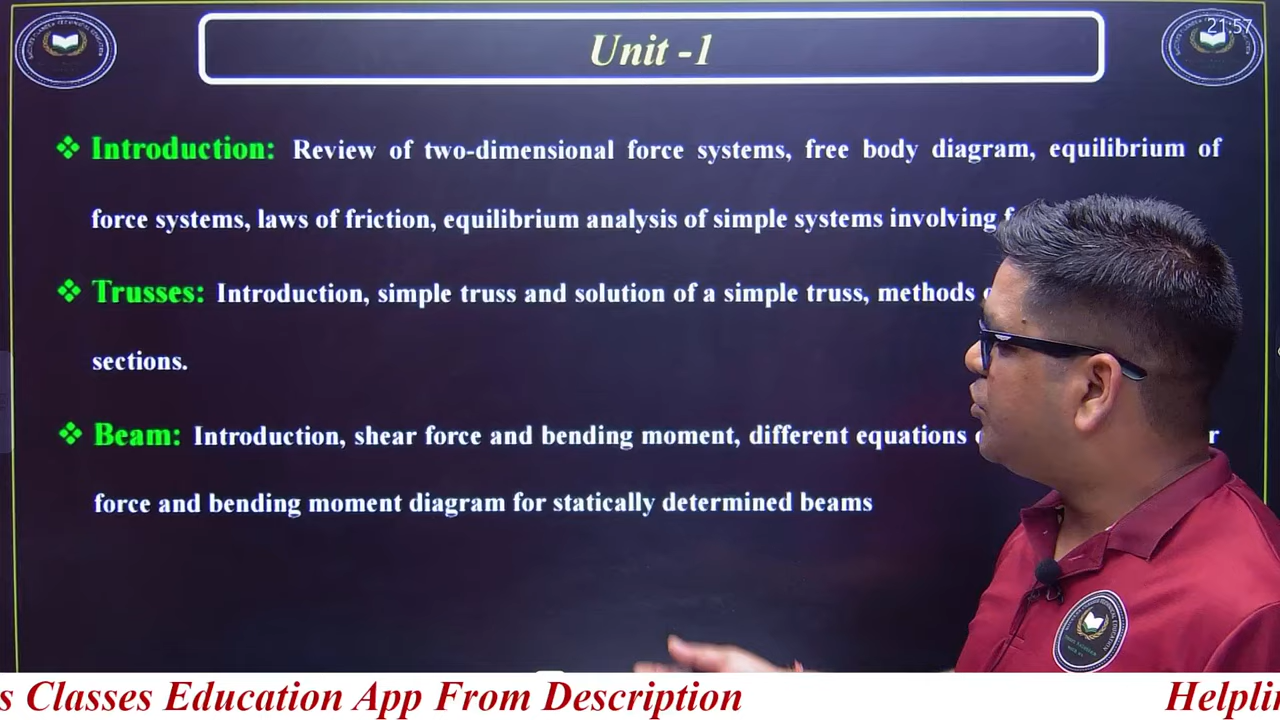 Unit -1
21:57
❖ Introduction: Review of two-dimensional force systems, free body diagram, equilibrium of
force systems, laws of friction, equilibrium analysis of simple systems involving
❖ Trusses: Introduction, simple truss and solution of a simple truss, methods
sections.
❖ Beam: Introduction, shear force and bending moment, different equations
force and bending moment diagram for statically determined beams
s Classes Education App From Description Helplin